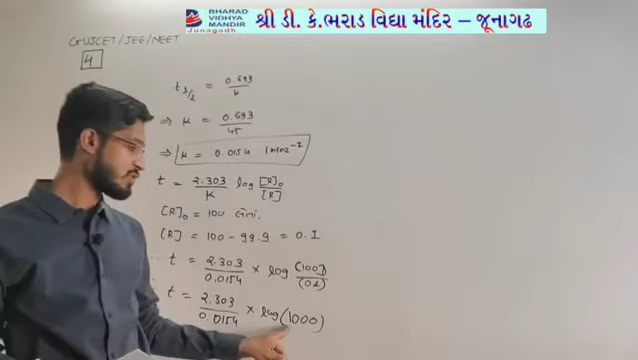 BHARAD
VIDHYA
MANDIR
Junagadh
શ્રી ડી. કે.ભરાડ વિદ્યા મંદિર – જૂનાગઢ
GUJCET/JEE/NEET
4
t1/2 = 0.693/K
⇒ K = 0.693/45
⇒ K = 0.0154 min⁻¹
t = 2.303/K log [R]₀/[R]
[R]₀ = 100 લેતાં.
[R] = 100 - 99.9 = 0.1
∴ t = 2.303/0.0154 × log (100)/(0.1)
∴ t = 2.303/0.0154 × log(1000)